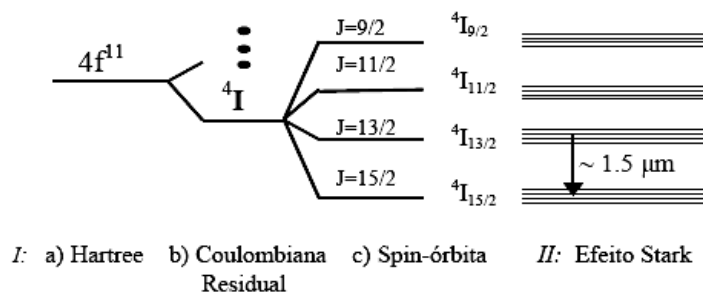 4f¹¹
⁴I
J=9/2
J=11/2
J=13/2
J=15/2
⁴I₉/₂
⁴I₁₁/₂
⁴I₁₃/₂
⁴I₁₅/₂
~ 1.5 μm
I: a) Hartree b) Coulombiana Residual c) Spin-órbita II: Efeito Stark